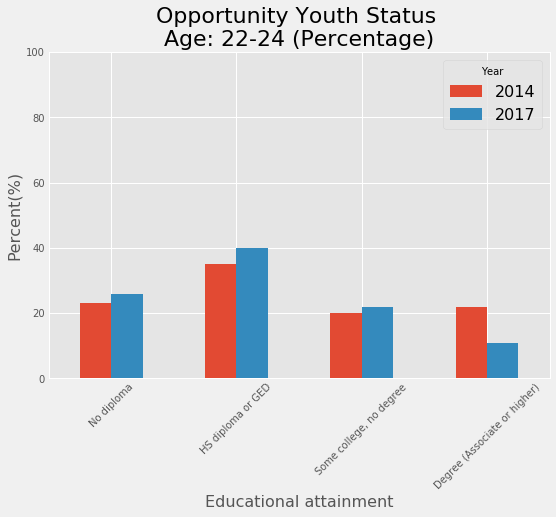 Opportunity Youth Status
Age: 22-24 (Percentage)
Year
2014
2017
Percent(%)
100
80
60
40
20
0
No diploma
HS diploma or GED
Some college, no degree
Degree (Associate or higher)
Educational attainment